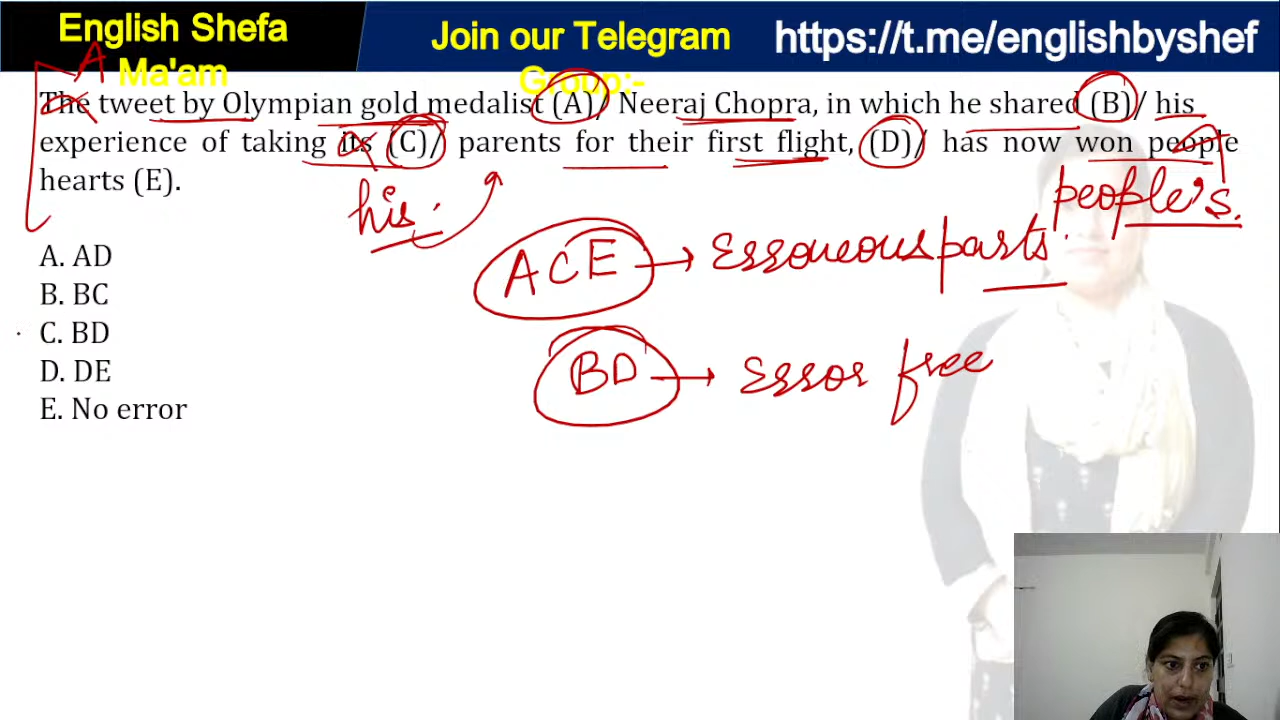 English Shefa Ma'am
Join our Telegram Group:-
https://t.me/englishbyshef
A
The tweet by Olympian gold medalist (A)/ Neeraj Chopra, in which he shared (B)/ his
experience of taking its (C)/ parents for their first flight, (D)/ has now won people
hearts (E).
his.
people's.
A. AD
B. BC
C. BD
D. DE
E. No error
ACE → Erroneous parts.
BD → Error free